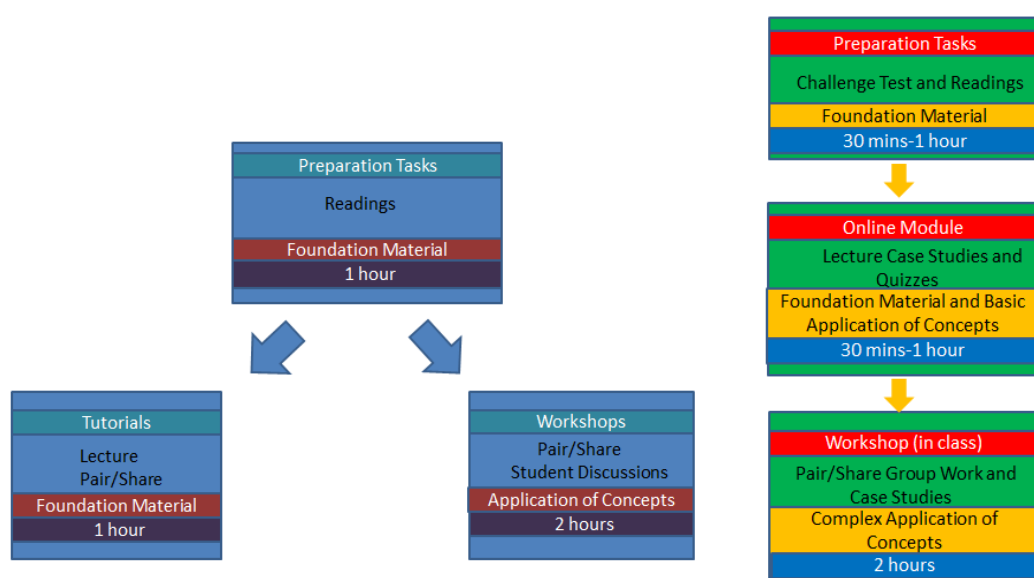 Preparation Tasks
Readings
Foundation Material
1 hour
Tutorials
Lecture
Pair/Share
Foundation Material
1 hour
Workshops
Pair/Share
Student Discussions
Application of Concepts
2 hours
Preparation Tasks
Challenge Test and Readings
Foundation Material
30 mins-1 hour
Online Module
Lecture Case Studies and
Quizzes
Foundation Material and Basic
Application of Concepts
30 mins-1 hour
Workshop (in class)
Pair/Share Group Work and
Case Studies
Complex Application of
Concepts
2 hours